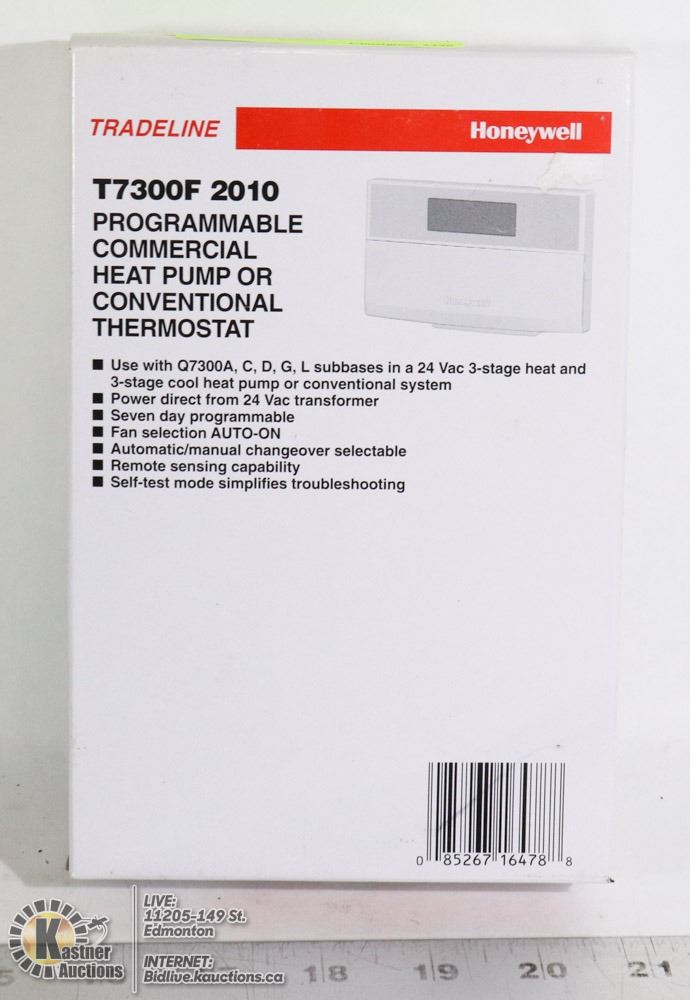 TRADELINE
Honeywell
T7300F 2010
PROGRAMMABLE
COMMERCIAL
HEAT PUMP OR
CONVENTIONAL
THERMOSTAT
■ Use with Q7300A, C, D, G, L subbases in a 24 Vac 3-stage heat and
3-stage cool heat pump or conventional system
■ Power direct from 24 Vac transformer
■ Seven day programmable
■ Fan selection AUTO-ON
■ Automatic/manual changeover selectable
■ Remote sensing capability
■ Self-test mode simplifies troubleshooting
0 85267 16478 8
K
Kastner
Auctions
LIVE:
11205-149 St.
Edmonton
INTERNET:
Bidlive.kauctions.ca
18 19 20 21